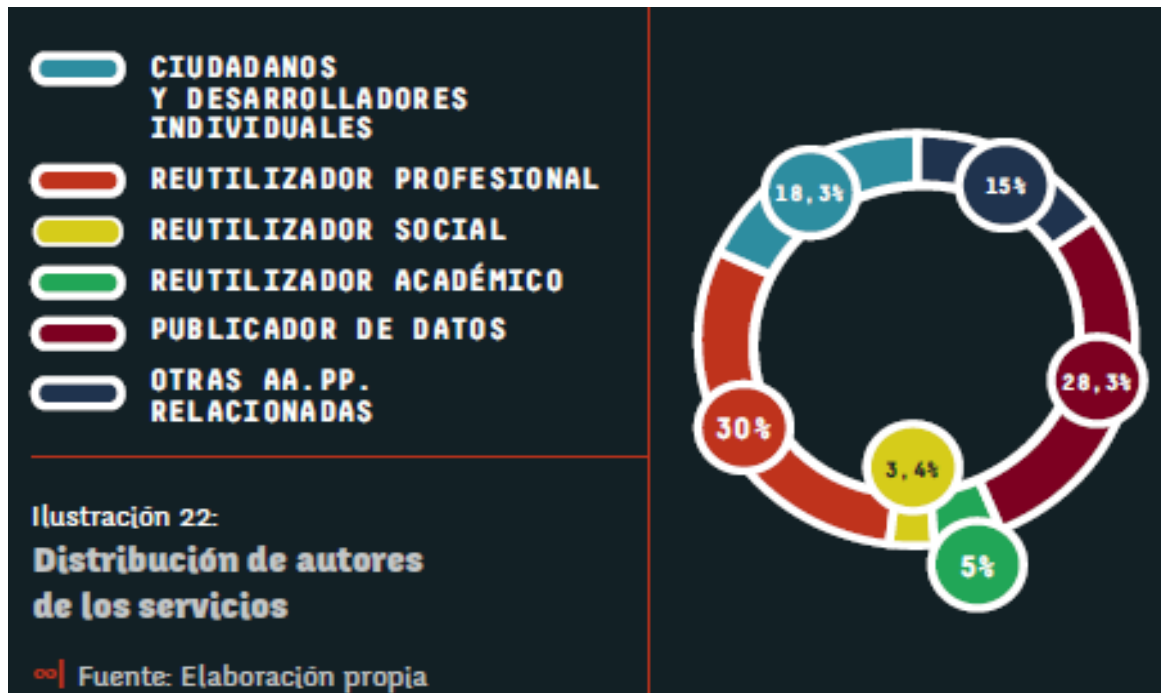 CIUDADANOS
Y DESARROLLADORES
INDIVIDUALES
REUTILIZADOR PROFESIONAL
REUTILIZADOR SOCIAL
REUTILIZADOR ACADÉMICO
PUBLICADOR DE DATOS
OTRAS AA.PP.
RELACIONADAS
Ilustración 22:
Distribución de autores
de los servicios
Fuente: Elaboración propia
18,3%
15%
28,3%
30%
3,4%
5%